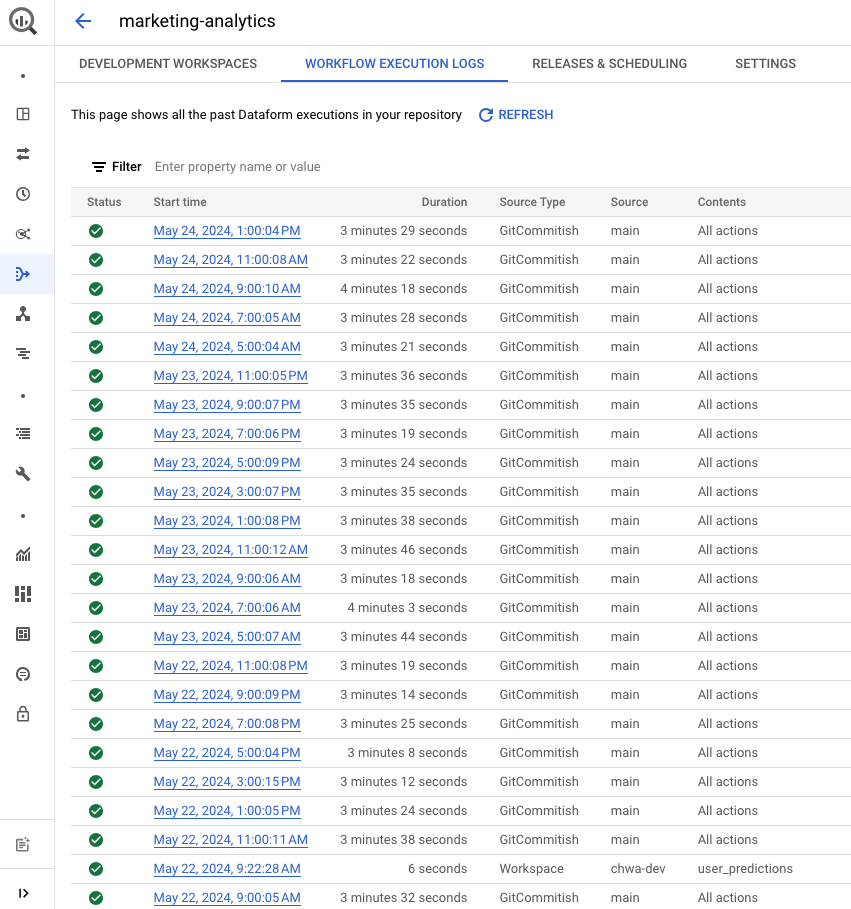 marketing-analytics
DEVELOPMENT WORKSPACES WORKFLOW EXECUTION LOGS RELEASES & SCHEDULING SETTINGS
This page shows all the past Dataform executions in your repository REFRESH
Filter Enter property name or value
Status Start time Duration Source Type Source Contents
May 24, 2024, 1:00:04 PM 3 minutes 29 seconds GitCommitish main All actions
May 24, 2024, 11:00:08 AM 3 minutes 22 seconds GitCommitish main All actions
May 24, 2024, 9:00:10 AM 4 minutes 18 seconds GitCommitish main All actions
May 24, 2024, 7:00:05 AM 3 minutes 28 seconds GitCommitish main All actions
May 24, 2024, 5:00:04 AM 3 minutes 21 seconds GitCommitish main All actions
May 23, 2024, 11:00:05 PM 3 minutes 36 seconds GitCommitish main All actions
May 23, 2024, 9:00:07 PM 3 minutes 35 seconds GitCommitish main All actions
May 23, 2024, 7:00:06 PM 3 minutes 19 seconds GitCommitish main All actions
May 23, 2024, 5:00:09 PM 3 minutes 24 seconds GitCommitish main All actions
May 23, 2024, 3:00:07 PM 3 minutes 35 seconds GitCommitish main All actions
May 23, 2024, 1:00:08 PM 3 minutes 38 seconds GitCommitish main All actions
May 23, 2024, 11:00:12 AM 3 minutes 46 seconds GitCommitish main All actions
May 23, 2024, 9:00:06 AM 3 minutes 18 seconds GitCommitish main All actions
May 23, 2024, 7:00:06 AM 4 minutes 3 seconds GitCommitish main All actions
May 23, 2024, 5:00:07 AM 3 minutes 44 seconds GitCommitish main All actions
May 22, 2024, 11:00:08 PM 3 minutes 19 seconds GitCommitish main All actions
May 22, 2024, 9:00:09 PM 3 minutes 14 seconds GitCommitish main All actions
May 22, 2024, 7:00:08 PM 3 minutes 25 seconds GitCommitish main All actions
May 22, 2024, 5:00:04 PM 3 minutes 8 seconds GitCommitish main All actions
May 22, 2024, 3:00:15 PM 3 minutes 12 seconds GitCommitish main All actions
May 22, 2024, 1:00:05 PM 3 minutes 24 seconds GitCommitish main All actions
May 22, 2024, 11:00:11 AM 3 minutes 38 seconds GitCommitish main All actions
May 22, 2024, 9:22:28 AM 6 seconds Workspace chwa-dev user_predictions
May 22, 2024, 9:00:05 AM 3 minutes 32 seconds GitCommitish main All actions